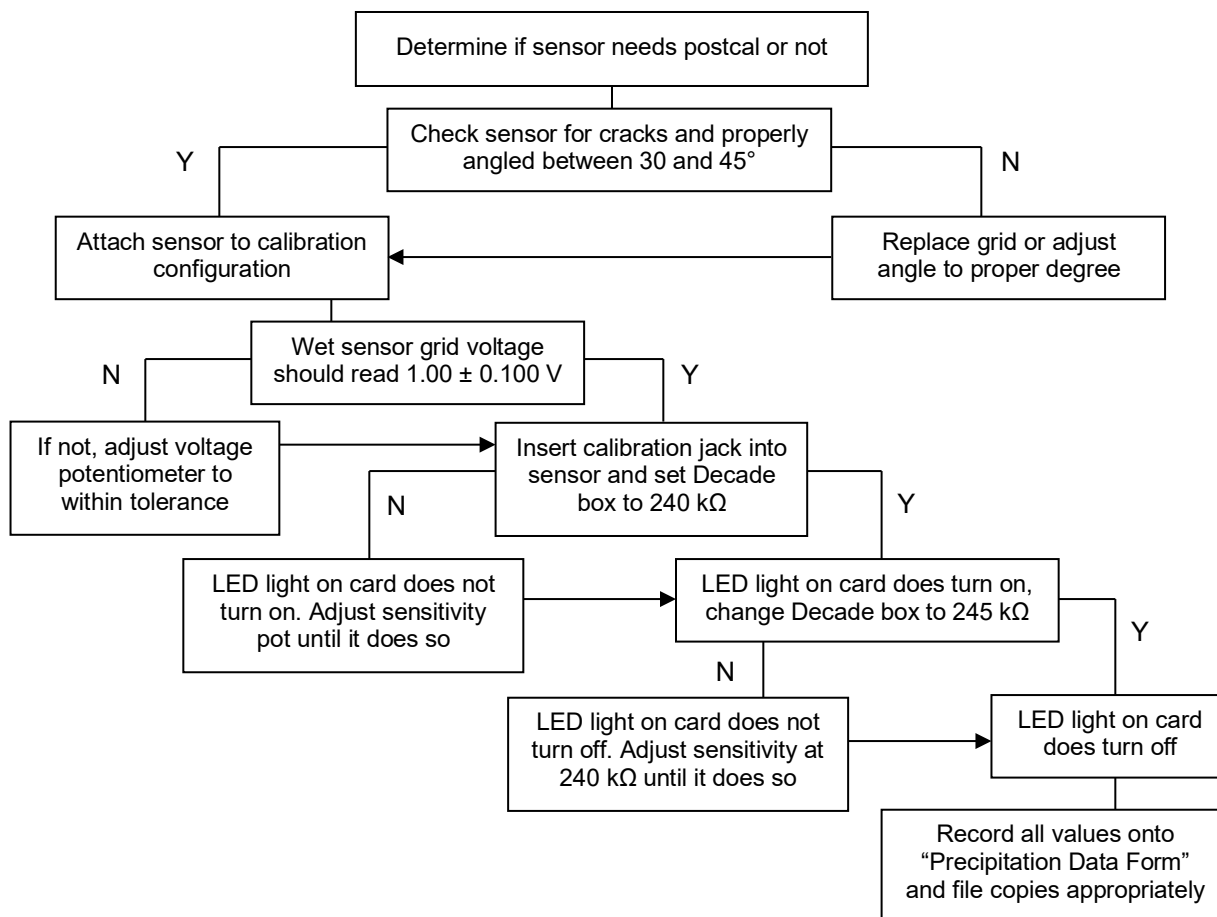 Determine if sensor needs postcal or not
Check sensor for cracks and properly
angled between 30 and 45°
Y
N
Attach sensor to calibration
configuration
Replace grid or adjust
angle to proper degree
Wet sensor grid voltage
should read 1.00 ± 0.100 V
N
Y
If not, adjust voltage
potentiometer to
within tolerance
Insert calibration jack into
sensor and set Decade
box to 240 kΩ
N
Y
LED light on card does not
turn on. Adjust sensitivity
pot until it does so
LED light on card does turn on,
change Decade box to 245 kΩ
N
Y
LED light on card does not
turn off. Adjust sensitivity at
240 kΩ until it does so
LED light on card
does turn off
Record all values onto
“Precipitation Data Form”
and file copies appropriately